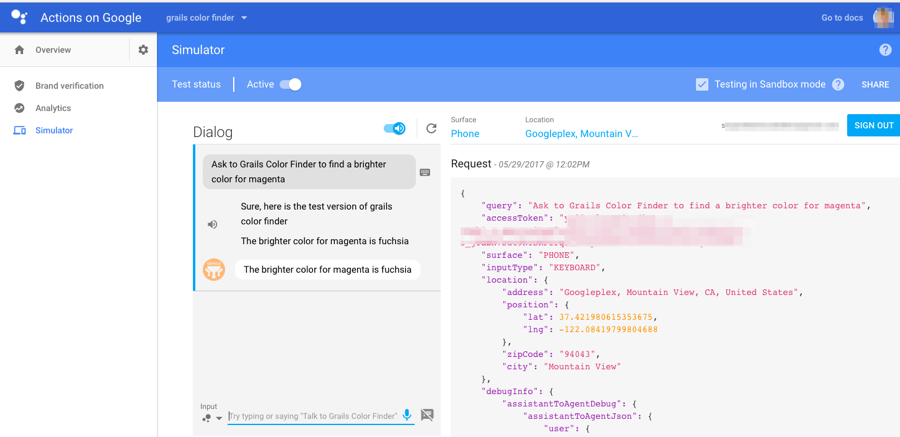 Actions on Google
grails color finder
Go to docs
Overview
Brand verification
Analytics
Simulator
Simulator
Test status
Active
Testing in Sandbox mode
SHARE
Dialog
Ask to Grails Color Finder to find a brighter
color for magenta
Sure, here is the test version of grails
color finder
The brighter color for magenta is fuchsia
The brighter color for magenta is fuchsia
Input
Try typing or saying "Talk to Grails Color Finder"
Surface
Phone
Location
Googleplex, Mountain V...
SIGN OUT
Request - 05/29/2017 @ 12:02PM
{
"query": "Ask to Grails Color Finder to find a brighter color for magenta",
"accessToken":
"surface": "PHONE",
"inputType": "KEYBOARD",
"location": {
"address": "Googleplex, Mountain View, CA, United States",
"position": {
"lat": 37.421980615353675,
"lng": -122.08419799804688
},
"zipCode": "94043",
"city": "Mountain View"
},
"debugInfo": {
"assistantToAgentDebug": {
"assistantToAgentJson": {
"user": {